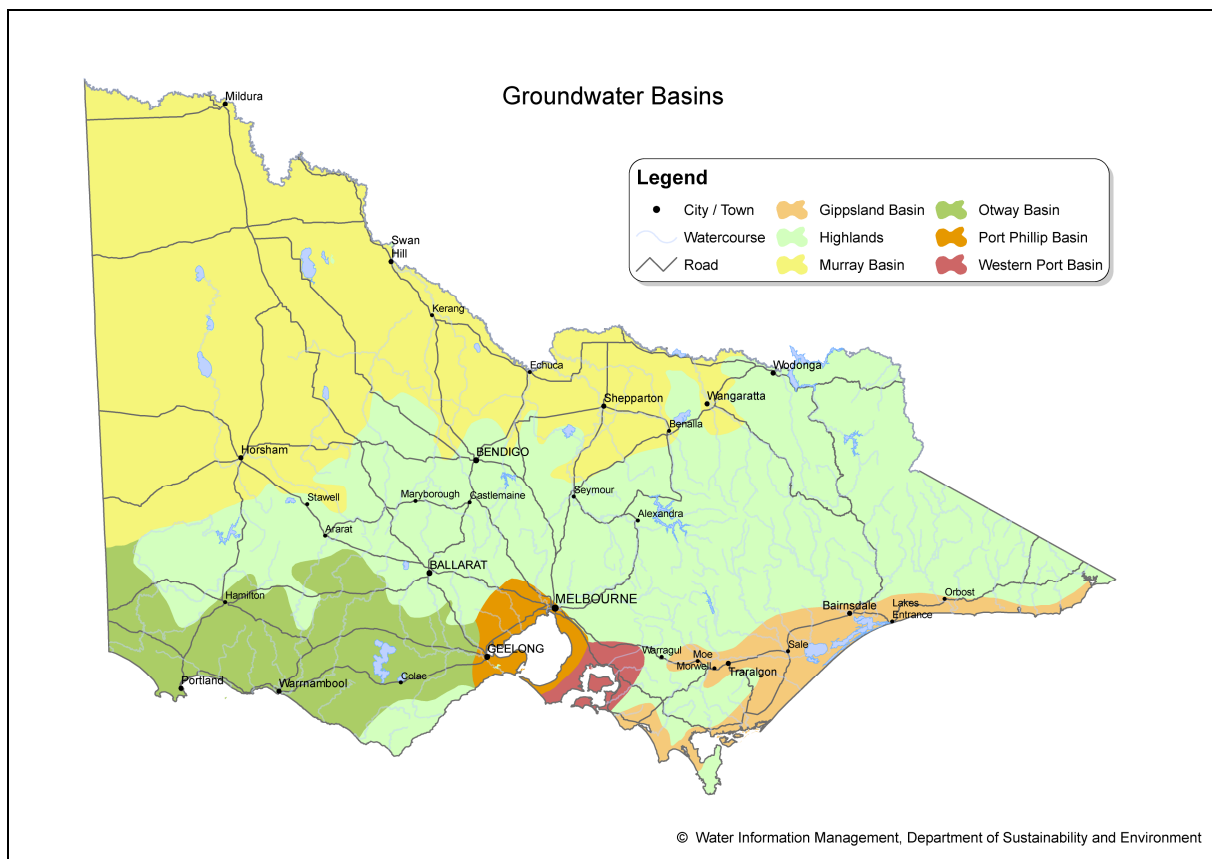 Groundwater Basins
Legend
City / Town
Gippsland Basin
Otway Basin
Watercourse
Highlands
Port Phillip Basin
Road
Murray Basin
Western Port Basin
Mildura
Swan
Hill
Kerang
Echuca
Wodonga
Shepparton
Wangaratta
Benalla
Horsham
BENDIGO
Stawell
Maryborough
Castlemaine
Seymour
Alexandra
Ararat
BALLARAT
Hamilton
MELBOURNE
Orbost
Bairnsdale
Lakes
Entrance
GEELONG
Warragul
Moe
Sale
Morwell
Traralgon
Portland
Warrnambool
Colac
© Water Information Management, Department of Sustainability and Environment